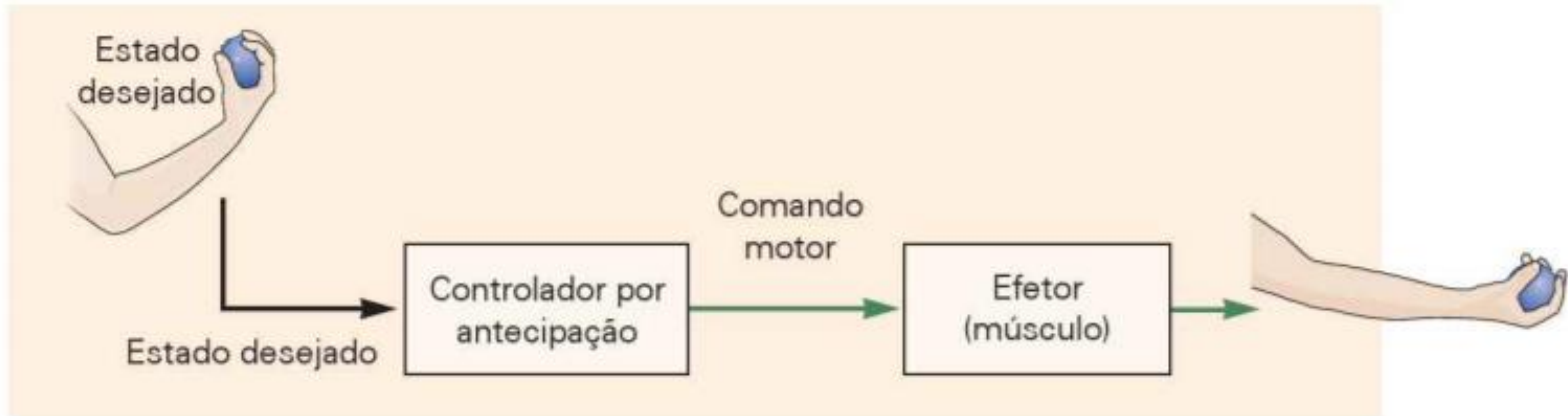 Estado
desejado
Comando
motor
Controlador por
antecipação
Efetor
(músculo)
Estado desejado